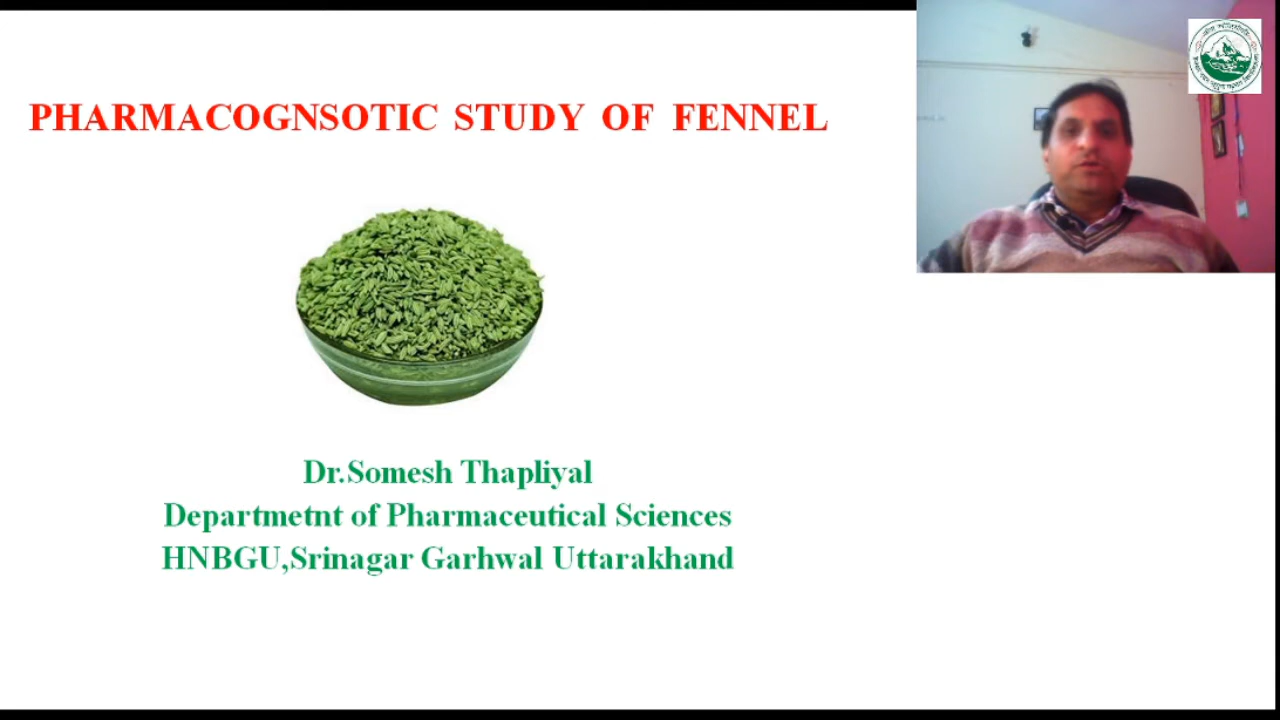 PHARMACOGNSOTIC STUDY OF FENNEL
Dr.Somesh Thapliyal
Departmetnt of Pharmaceutical Sciences
HNBGU,Srinagar Garhwal Uttarakhand